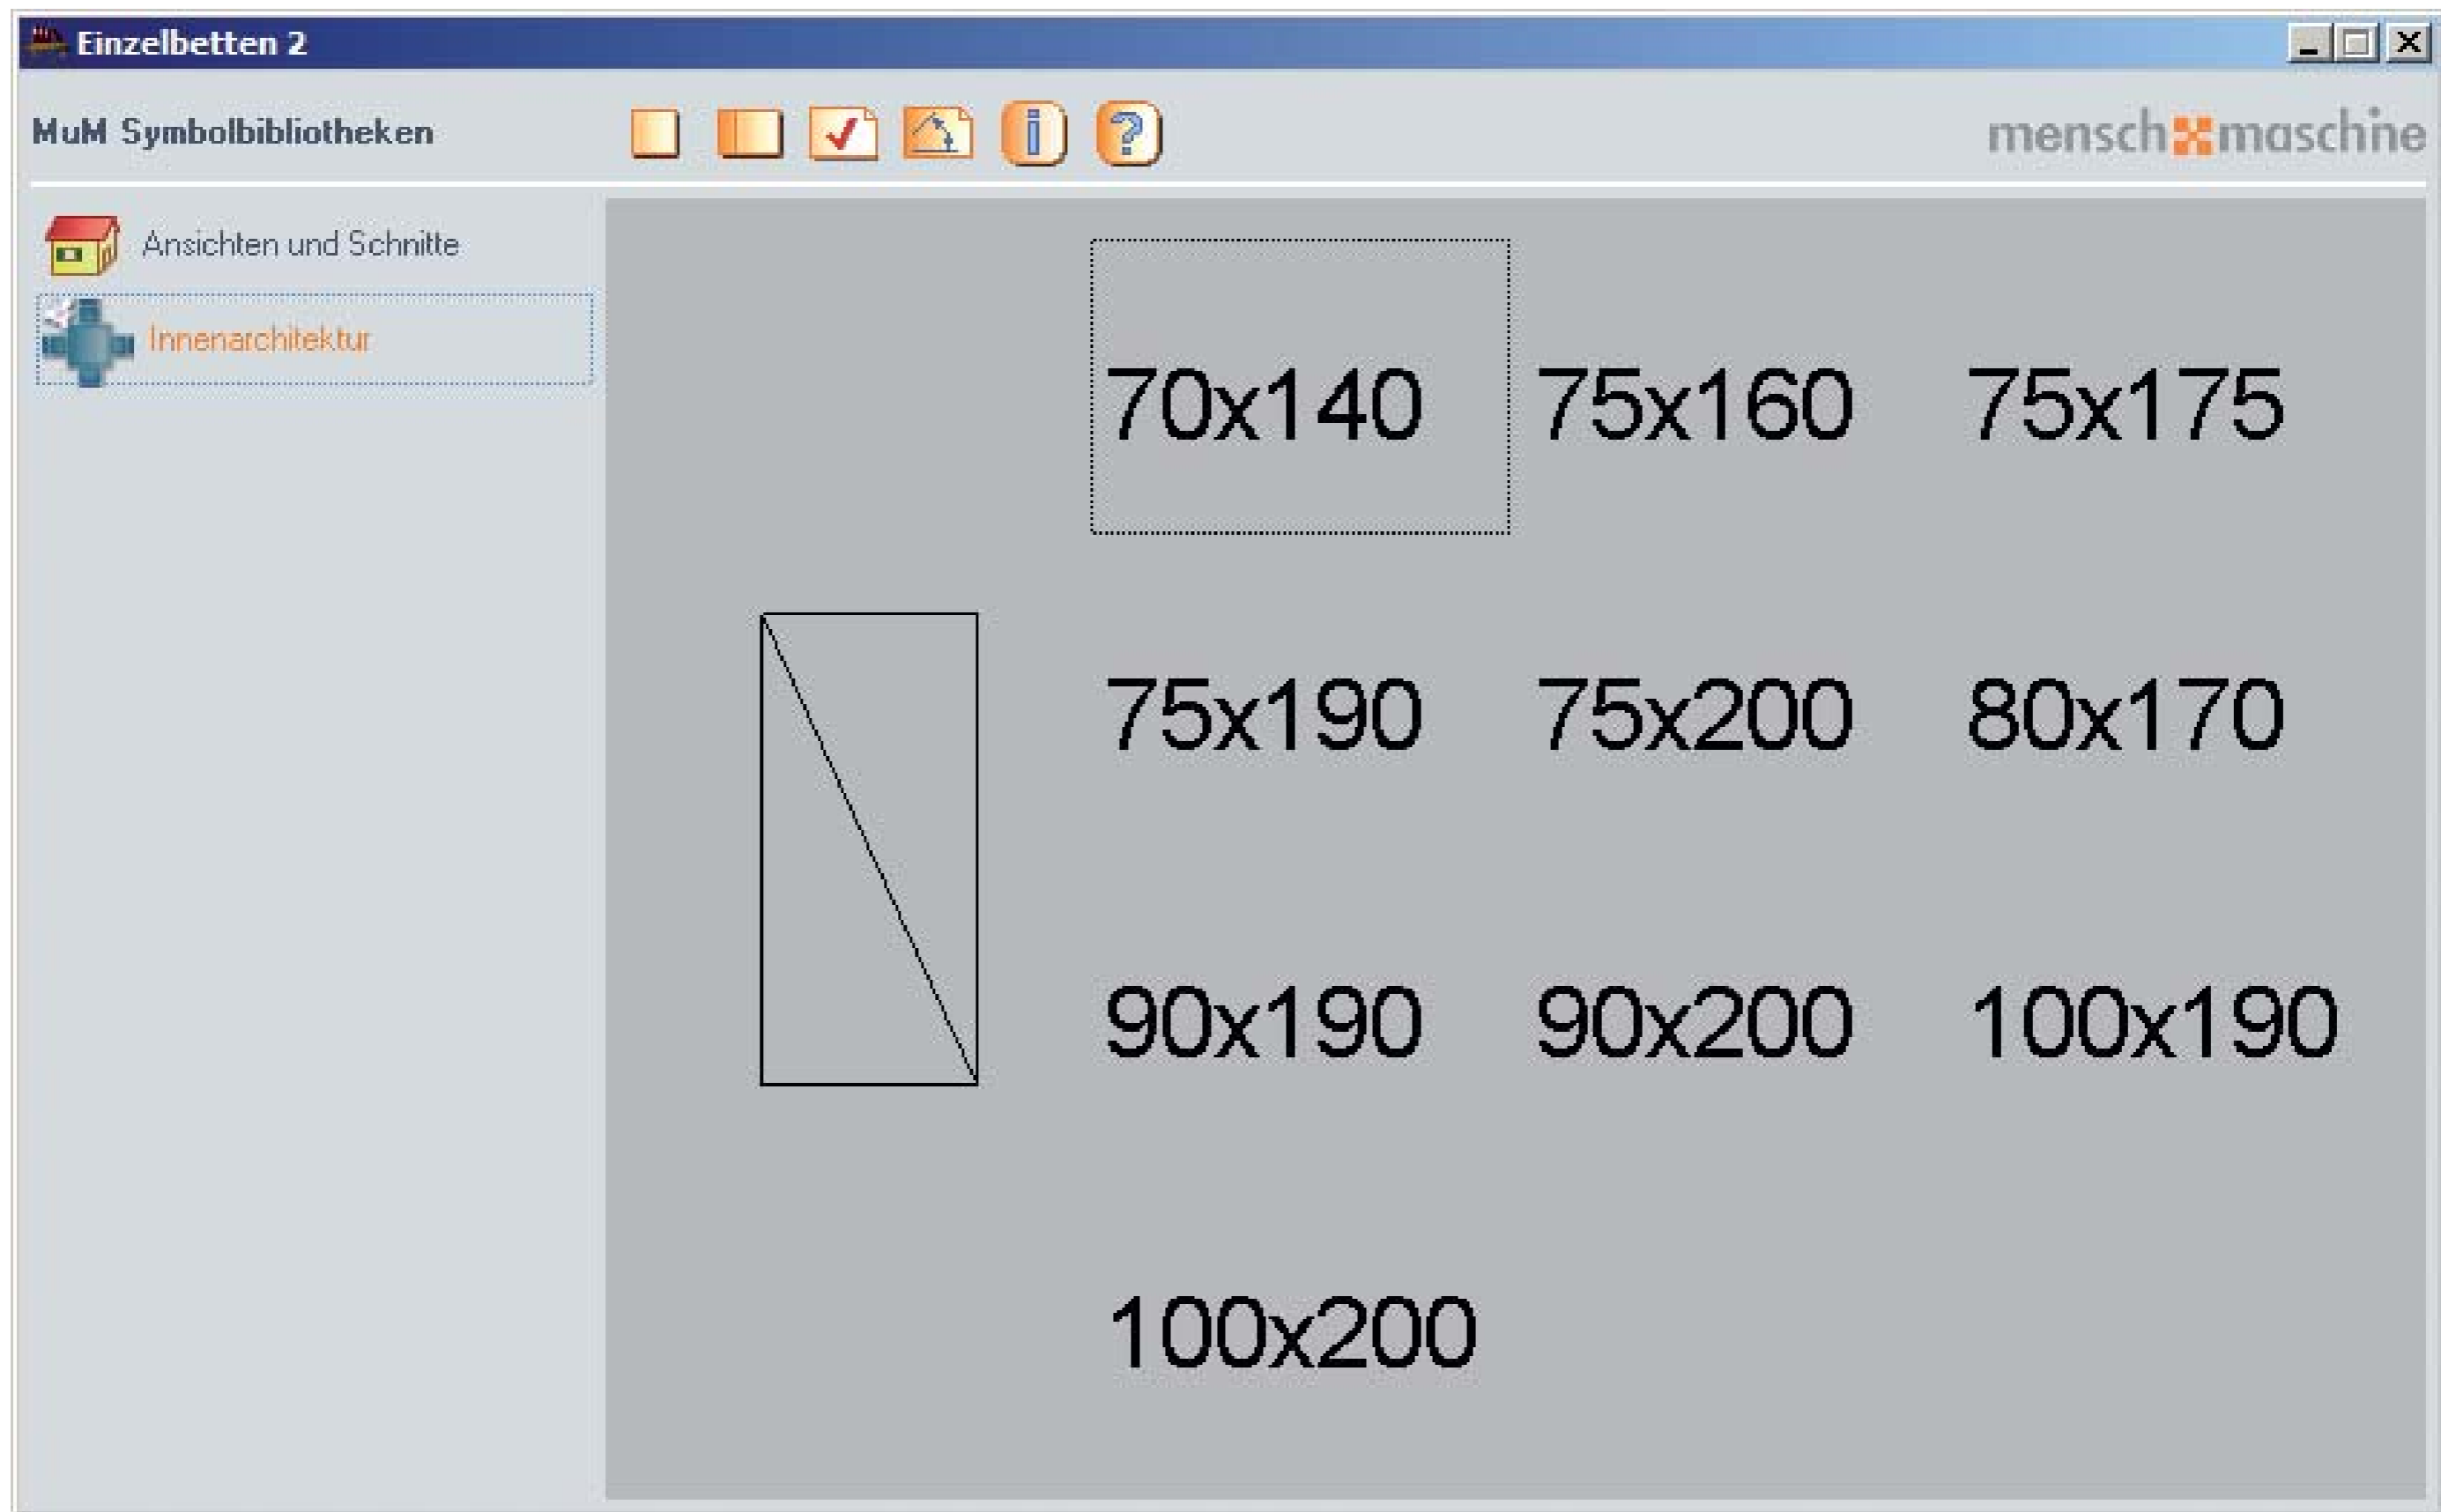 Einzelbetten 2
MuM Symbolbibliotheken
mensch maschine
Ansichten und Schnitte
Innenarchitektur
70x140 75x160 75x175
75x190 75x200 80x170
90x190 90x200 100x190
100x200